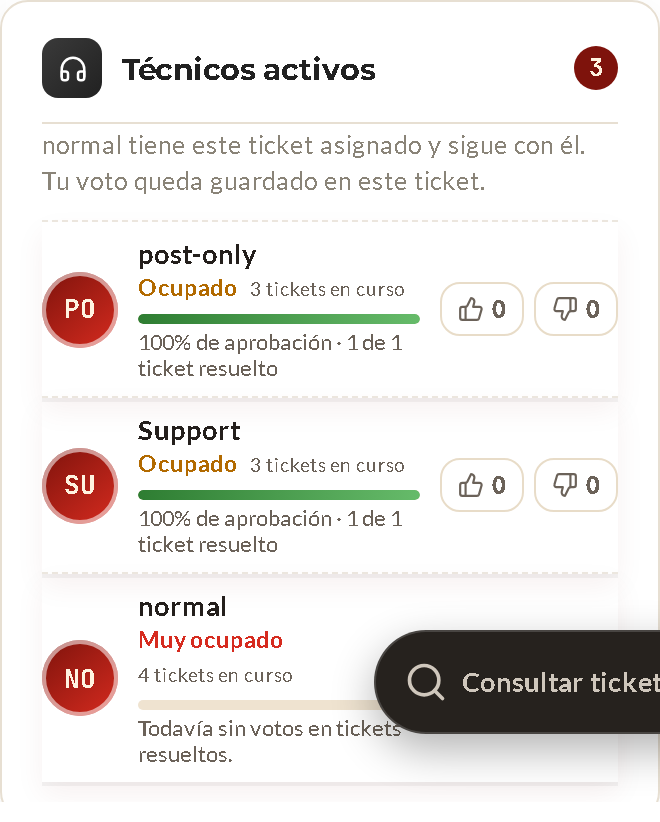 Técnicos activos
3
normal tiene este ticket asignado y sigue con él.
Tu voto queda guardado en este ticket.
PO
post-only
Ocupado 3 tickets en curso
100% de aprobación · 1 de 1
ticket resuelto
0
0
SU
Support
Ocupado 3 tickets en curso
100% de aprobación · 1 de 1
ticket resuelto
0
0
NO
normal
Muy ocupado
4 tickets en curso
Todavía sin votos en tickets
resueltos.
Consultar ticket